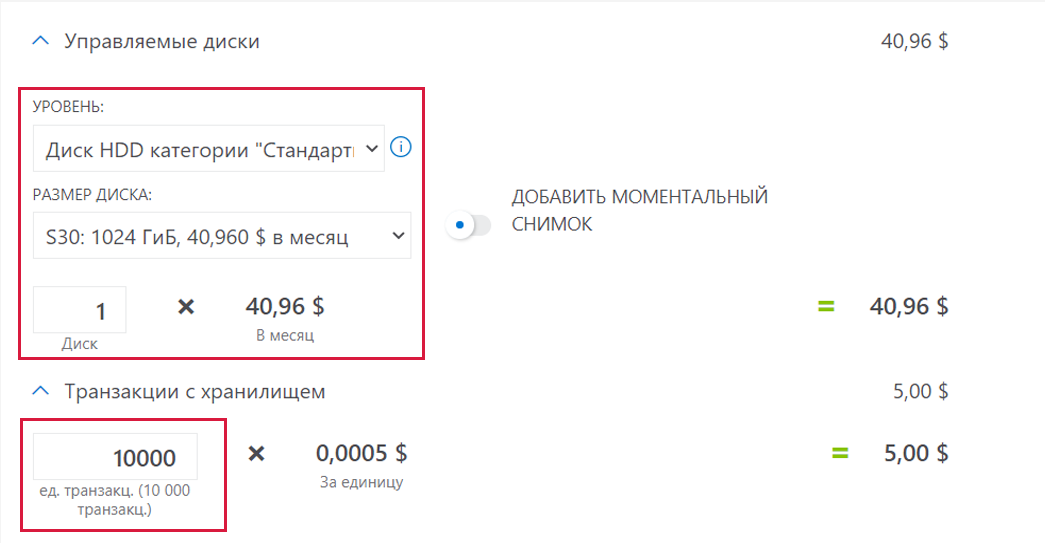 Управляемые диски 40,96 $
УРОВЕНЬ:
Диск HDD категории "Стандартн
РАЗМЕР ДИСКА:
S30: 1024 ГиБ, 40,960 $ в месяц
ДОБАВИТЬ МОМЕНТАЛЬНЫЙ
СНИМОК
1 × 40,96 $ = 40,96 $
Диск В месяц
Транзакции с хранилищем 5,00 $
10000 × 0,0005 $ = 5,00 $
ед. транзакц. (10 000
транзакц.)
За единицу